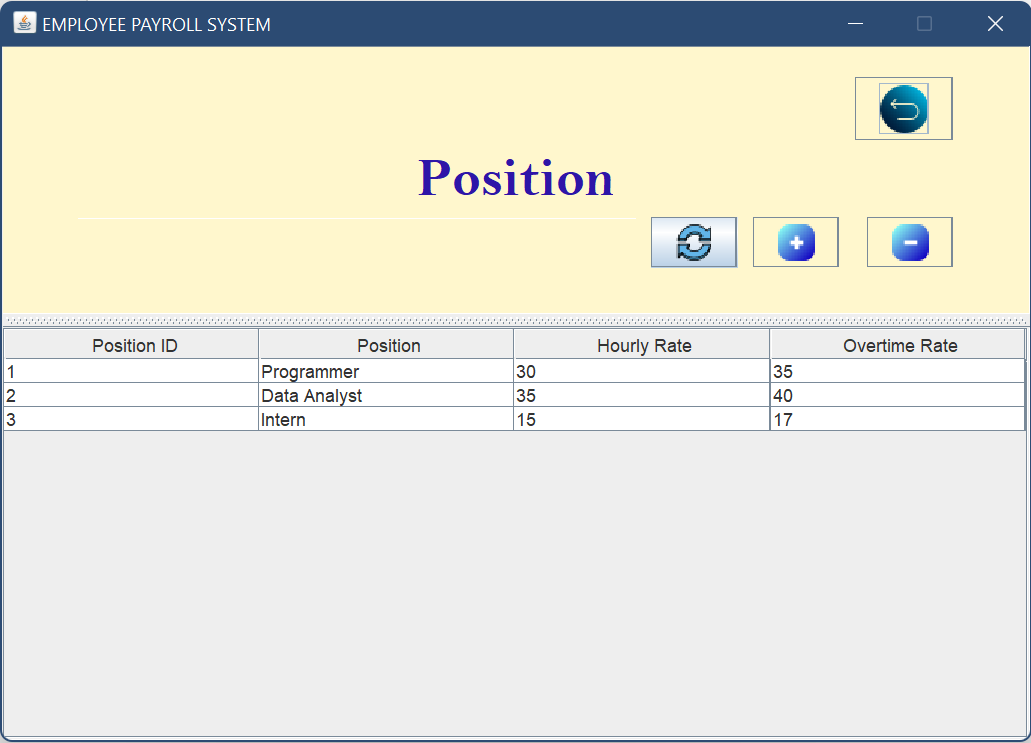 EMPLOYEE PAYROLL SYSTEM
Position
Position ID Position Hourly Rate Overtime Rate
1 Programmer 30 35
2 Data Analyst 35 40
3 Intern 15 17